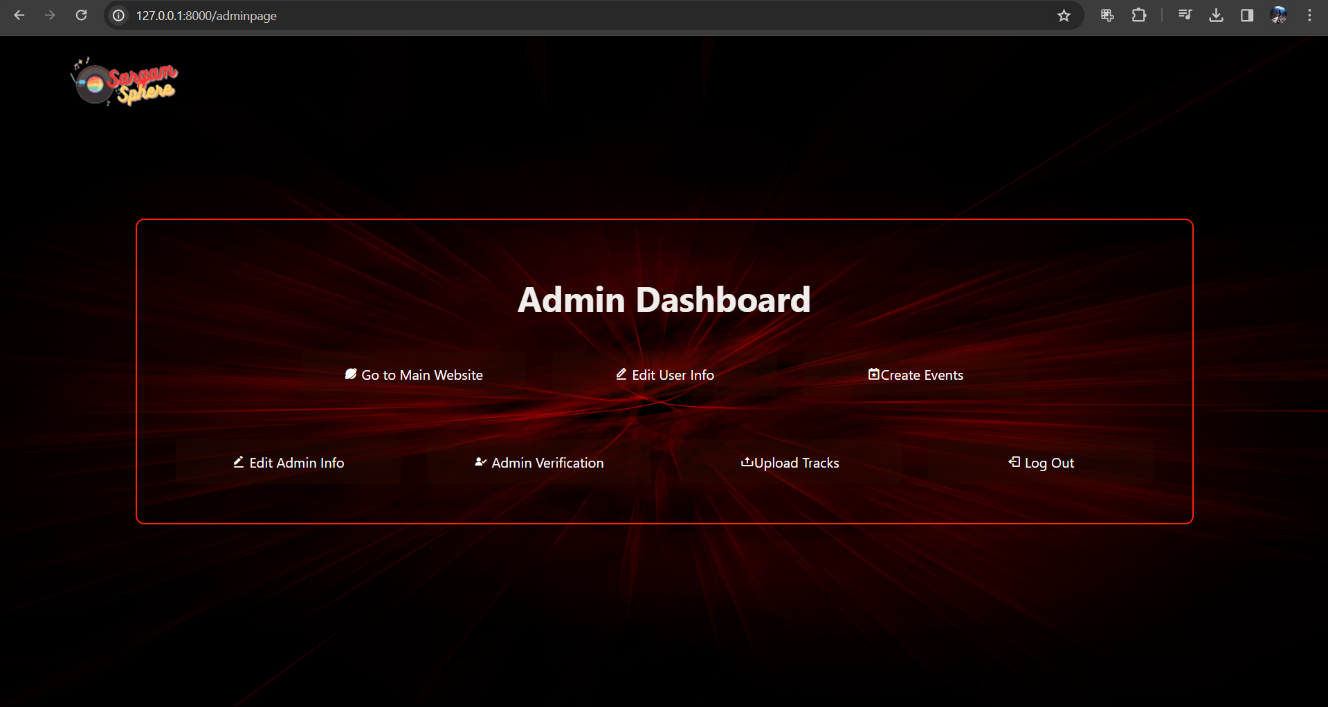 127.0.0.1:8000/adminpage
Sargam
Sphere
Admin Dashboard
Go to Main Website
Edit User Info
Create Events
Edit Admin Info
Admin Verification
Upload Tracks
Log Out